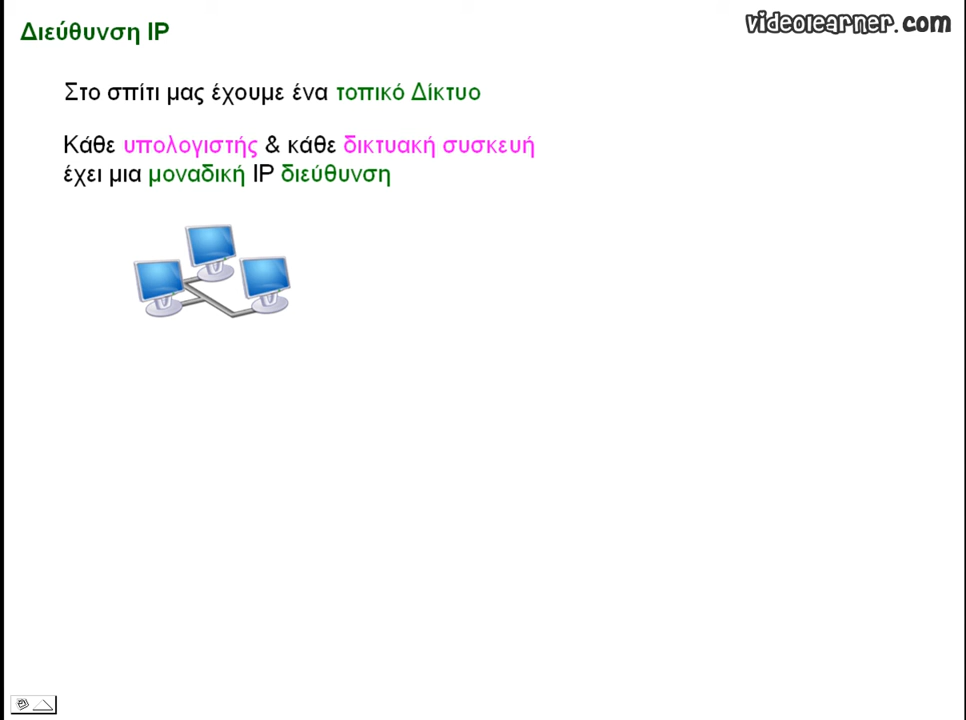 Διεύθυνση IP
videolearner.com
Στο σπίτι μας έχουμε ένα τοπικό Δίκτυο
Κάθε υπολογιστής & κάθε δικτυακή συσκευή
έχει μια μοναδική IP διεύθυνση